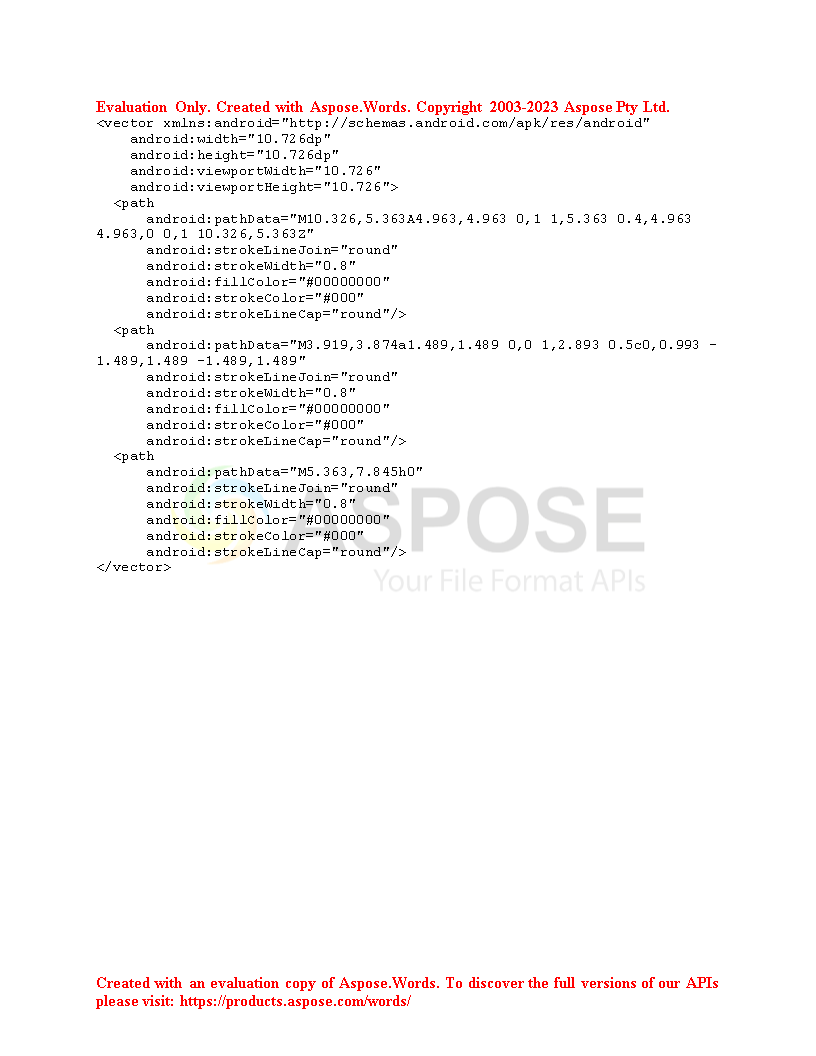 Evaluation Only. Created with Aspose.Words. Copyright 2003-2023 Aspose Pty Ltd.
<vector xmlns:android="http://schemas.android.com/apk/res/android"
    android:width="10.726dp"
    android:height="10.726dp"
    android:viewportWidth="10.726"
    android:viewportHeight="10.726">
  <path
      android:pathData="M10.326,5.363A4.963,4.963 0,1 1,5.363 0.4,4.963
4.963,0 0,1 10.326,5.363Z"
      android:strokeLineJoin="round"
      android:strokeWidth="0.8"
      android:fillColor="#00000000"
      android:strokeColor="#000"
      android:strokeLineCap="round"/>
  <path
      android:pathData="M3.919,3.874a1.489,1.489 0,0 1,2.893 0.5c0,0.993 -
1.489,1.489 -1.489,1.489"
      android:strokeLineJoin="round"
      android:strokeWidth="0.8"
      android:fillColor="#00000000"
      android:strokeColor="#000"
      android:strokeLineCap="round"/>
  <path
      android:pathData="M5.363,7.845h0"
      android:strokeLineJoin="round"
      android:strokeWidth="0.8"
      android:fillColor="#00000000"
      android:strokeColor="#000"
      android:strokeLineCap="round"/>
</vector>
ASPOSE
Your File Format APIs
Created with an evaluation copy of Aspose.Words. To discover the full versions of our APIs
please visit: https://products.aspose.com/words/